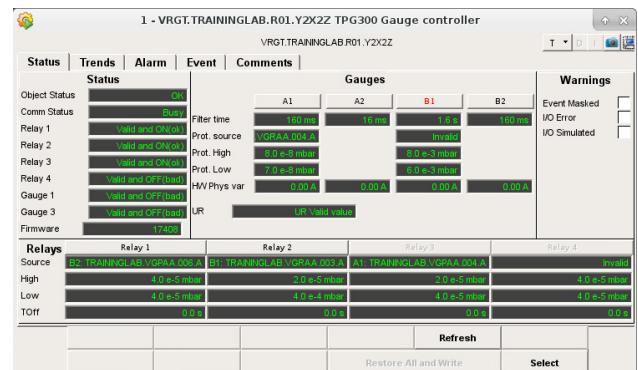 1 - VRGT.TRAININGLAB.R01.Y2X2Z TPG300 Gauge controller
VRGT.TRAININGLAB.R01.Y2X2Z
T D I
Status Trends Alarm Event Comments
Status Gauges Warnings
Object Status OK
Comm Status Busy
Relay 1 Valid and ON(ok)
Relay 2 Valid and ON(ok)
Relay 3 Valid and ON(ok)
Relay 4 Valid and OFF(bad)
Gauge 1 Valid and OFF(bad)
Gauge 3 Valid and OFF(bad)
Firmware 17408
A1 A2 B1 B2
Filter time 160 ms 16 ms 1.6 s 160 ms
Prot. source VGRAA.004.A Invalid
Prot. High 8.0 e-8 mbar 8.0 e-3 mbar
Prot. Low 7.0 e-8 mbar 6.0 e-3 mbar
HW Phys var 0.00 A 0.00 A 0.00 A 0.00 A
UR UR Valid value
Event Masked
I/O Error
I/O Simulated
Relays Relay 1 Relay 2 Relay 3 Relay 4
Source B2: TRAININGLAB.VGPAA.006.A B1: TRAININGLAB.VGRAA.003.A A1: TRAININGLAB.VGPAA.004.A Invalid
High 4.0 e-5 mbar 2.0 e-5 mbar 2.0 e-5 mbar 4.0 e-5 mbar
Low 4.0 e-5 mbar 4.0 e-4 mbar 4.0 e-5 mbar 4.0 e-5 mbar
TOff 0.0 s 0.0 s 0.0 s 0.0 s
Refresh
Restore All and Write Select